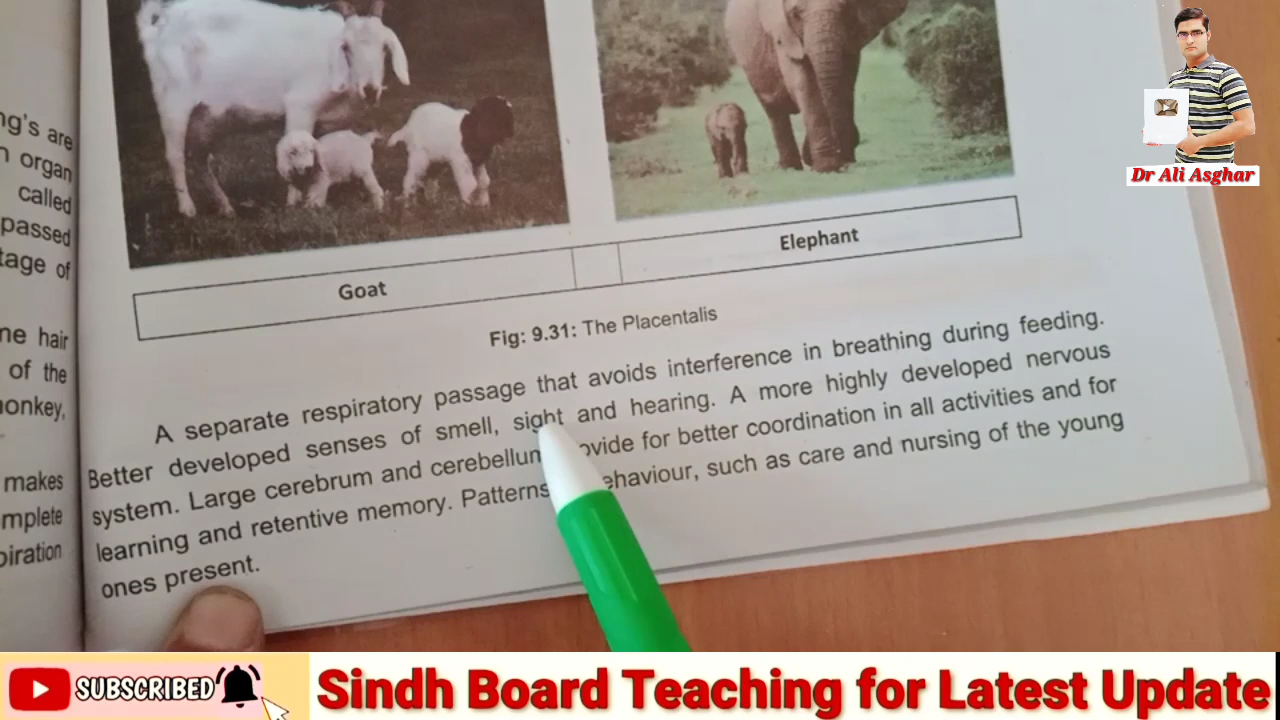 ng's are
n organ
called
passed
tage of
ne hair
of the
onkey,
makes
mplete
piration
Goat
Elephant
Fig: 9.31: The Placentalis
A separate respiratory passage that avoids interference in breathing during feeding.
Better developed senses of smell, sight and hearing. A more highly developed nervous
system. Large cerebrum and cerebellum ovide for better coordination in all activities and for
learning and retentive memory. Patterns ehaviour, such as care and nursing of the young
ones present.
Dr Ali Asghar
SUBSCRIBED
Sindh Board Teaching for Latest Update